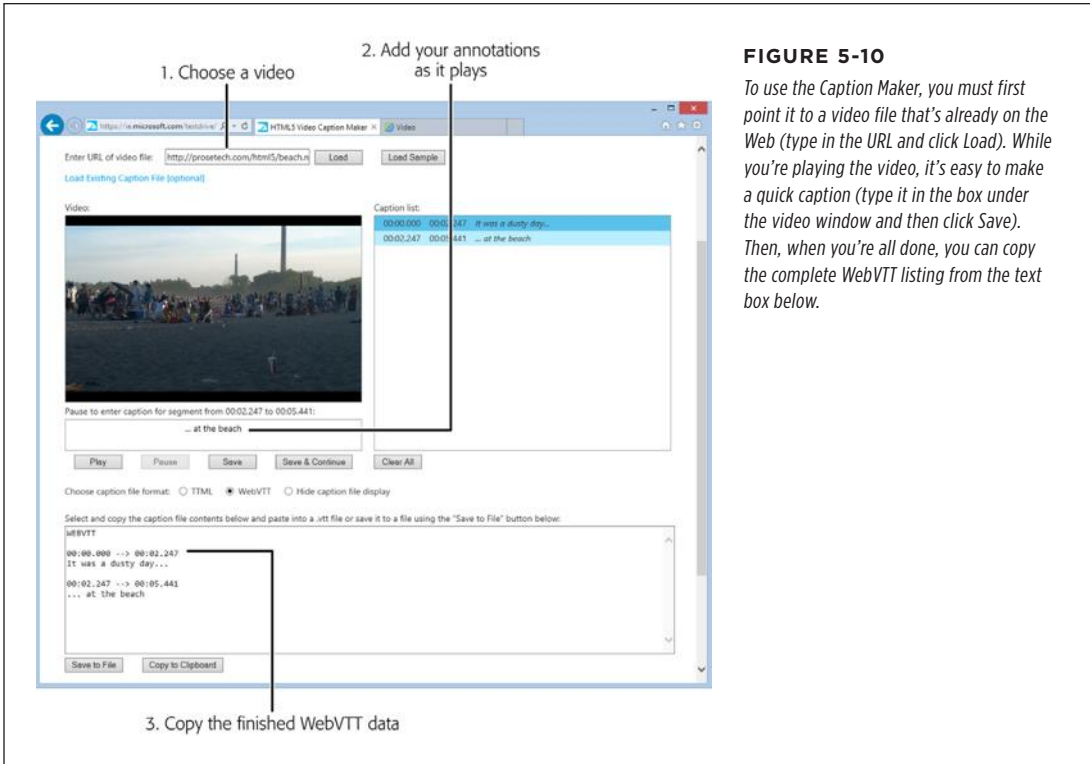 1. Choose a video
2. Add your annotations
as it plays
https://ie.microsoft.com/testdrive/
HTML5 Video Caption Maker
Video
Enter URL of video file:
http://prosetech.com/html5/beach.
Load
Load Sample
Load Existing Caption File [optional]
Video:
Caption list:
00:00.000 00:02.247 It was a dusty day...
00:02.247 00:05.441 ... at the beach
Pause to enter caption for segment from 00:02.247 to 00:05.441:
... at the beach
Play
Pause
Save
Save & Continue
Clear All
Choose caption file format: TTML WebVTT Hide caption file display
Select and copy the caption file contents below and paste into a .vtt file or save it to a file using the "Save to File" button below:
WEBVTT
00:00.000 --> 00:02.247
It was a dusty day...
00:02.247 --> 00:05.441
... at the beach
Save to File
Copy to Clipboard
3. Copy the finished WebVTT data
FIGURE 5-10
To use the Caption Maker, you must first
point it to a video file that's already on the
Web (type in the URL and click Load). While
you're playing the video, it's easy to make
a quick caption (type it in the box under
the video window and then click Save).
Then, when you're all done, you can copy
the complete WebVTT listing from the text
box below.